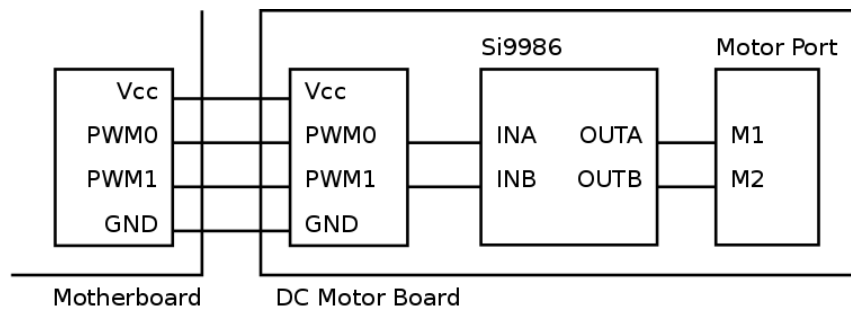 Si9986
Motor Port
Vcc
PWM0
PWM1
GND
Vcc
PWM0
PWM1
GND
INA
INB
OUTA
OUTB
M1
M2
Motherboard
DC Motor Board